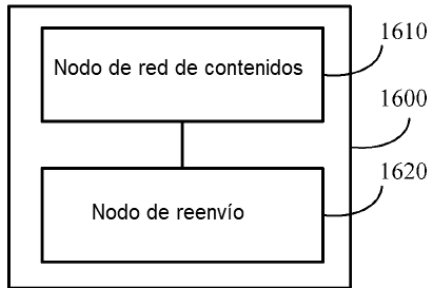 1610
Nodo de red de contenidos
1600
1620
Nodo de reenvío